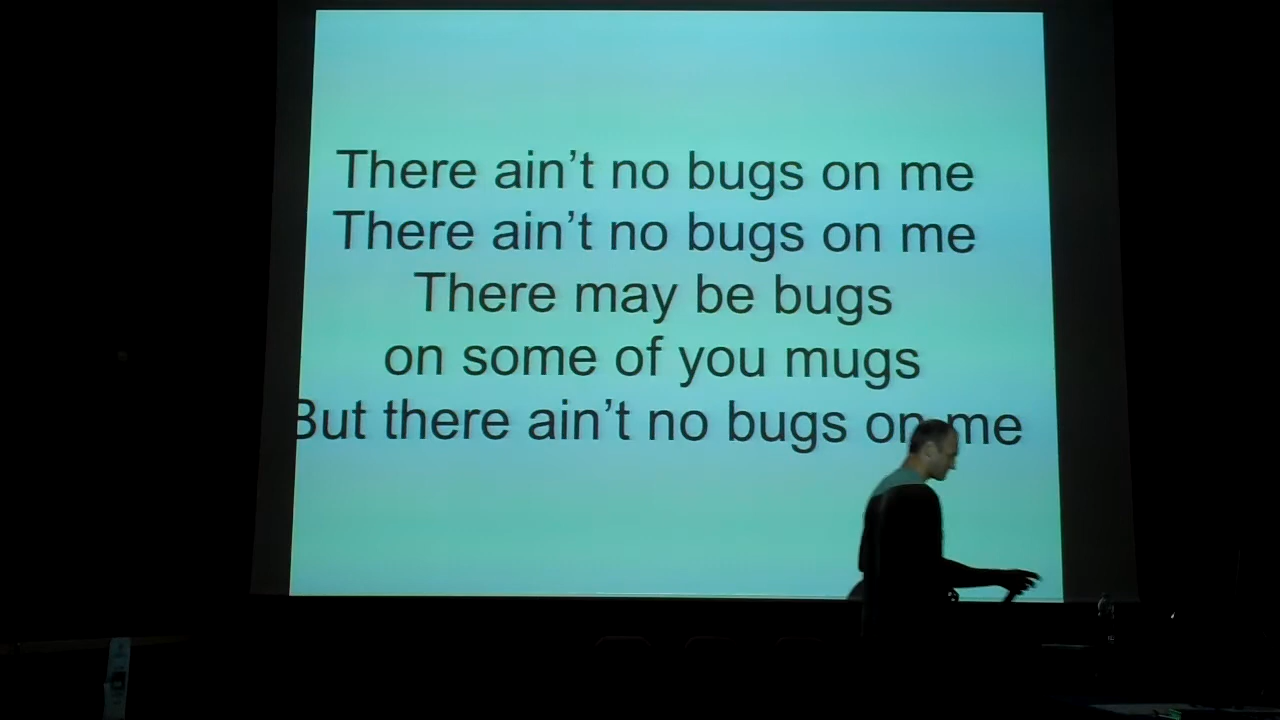 There ain’t no bugs on me
There ain’t no bugs on me
There may be bugs
on some of you mugs
But there ain’t no bugs on me